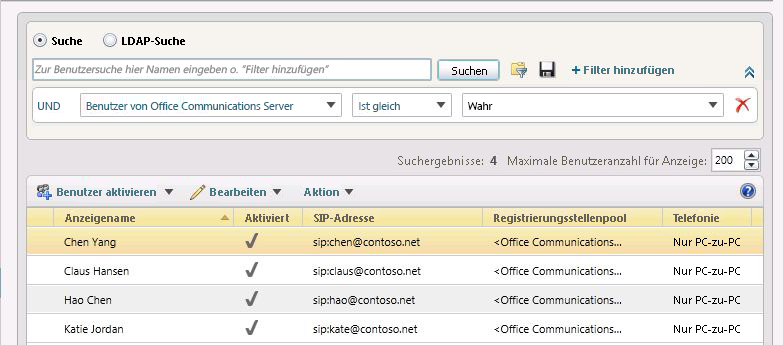 Suche LDAP-Suche
Zur Benutzersuche hier Namen eingeben o. "Filter hinzufügen" Suchen + Filter hinzufügen
UND Benutzer von Office Communications Server Ist gleich Wahr
Suchergebnisse: 4 Maximale Benutzeranzahl für Anzeige: 200
Benutzer aktivieren Bearbeiten Aktion
Anzeigename Aktiviert SIP-Adresse Registrierungsstellenpool Telefonie
Chen Yang sip:chen@contoso.net <Office Communications... Nur PC-zu-PC
Claus Hansen sip:claus@contoso.net <Office Communications... Nur PC-zu-PC
Hao Chen sip:hao@contoso.net <Office Communications... Nur PC-zu-PC
Katie Jordan sip:kate@contoso.net <Office Communications... Nur PC-zu-PC